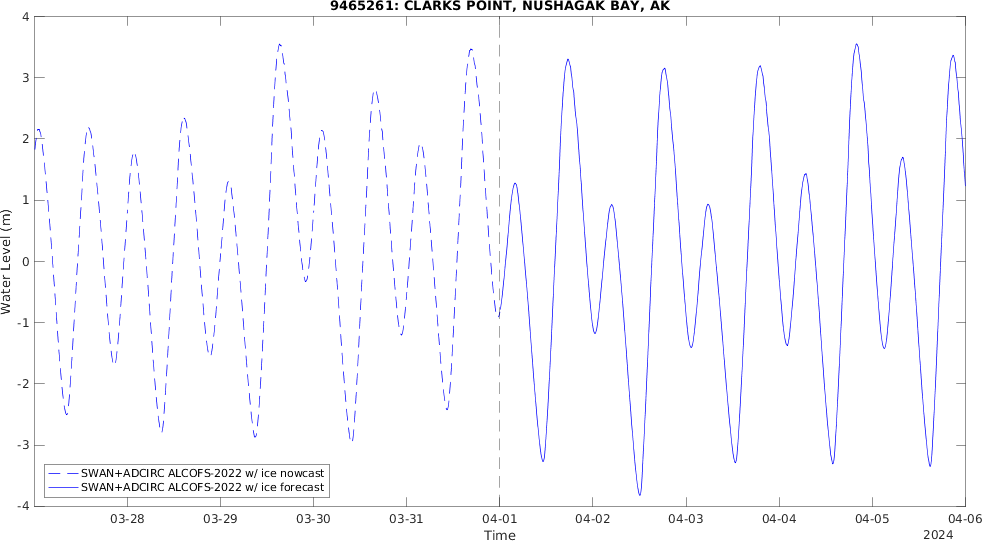 9465261: CLARKS POINT, NUSHAGAK BAY, AK
4
3
2
1
0
-1
-2
-3
-4
Water Level (m)
SWAN+ADCIRC ALCOFS-2022 w/ ice nowcast
SWAN+ADCIRC ALCOFS-2022 w/ ice forecast
03-28 03-29 03-30 03-31 04-01 04-02 04-03 04-04 04-05 04-06
Time
2024